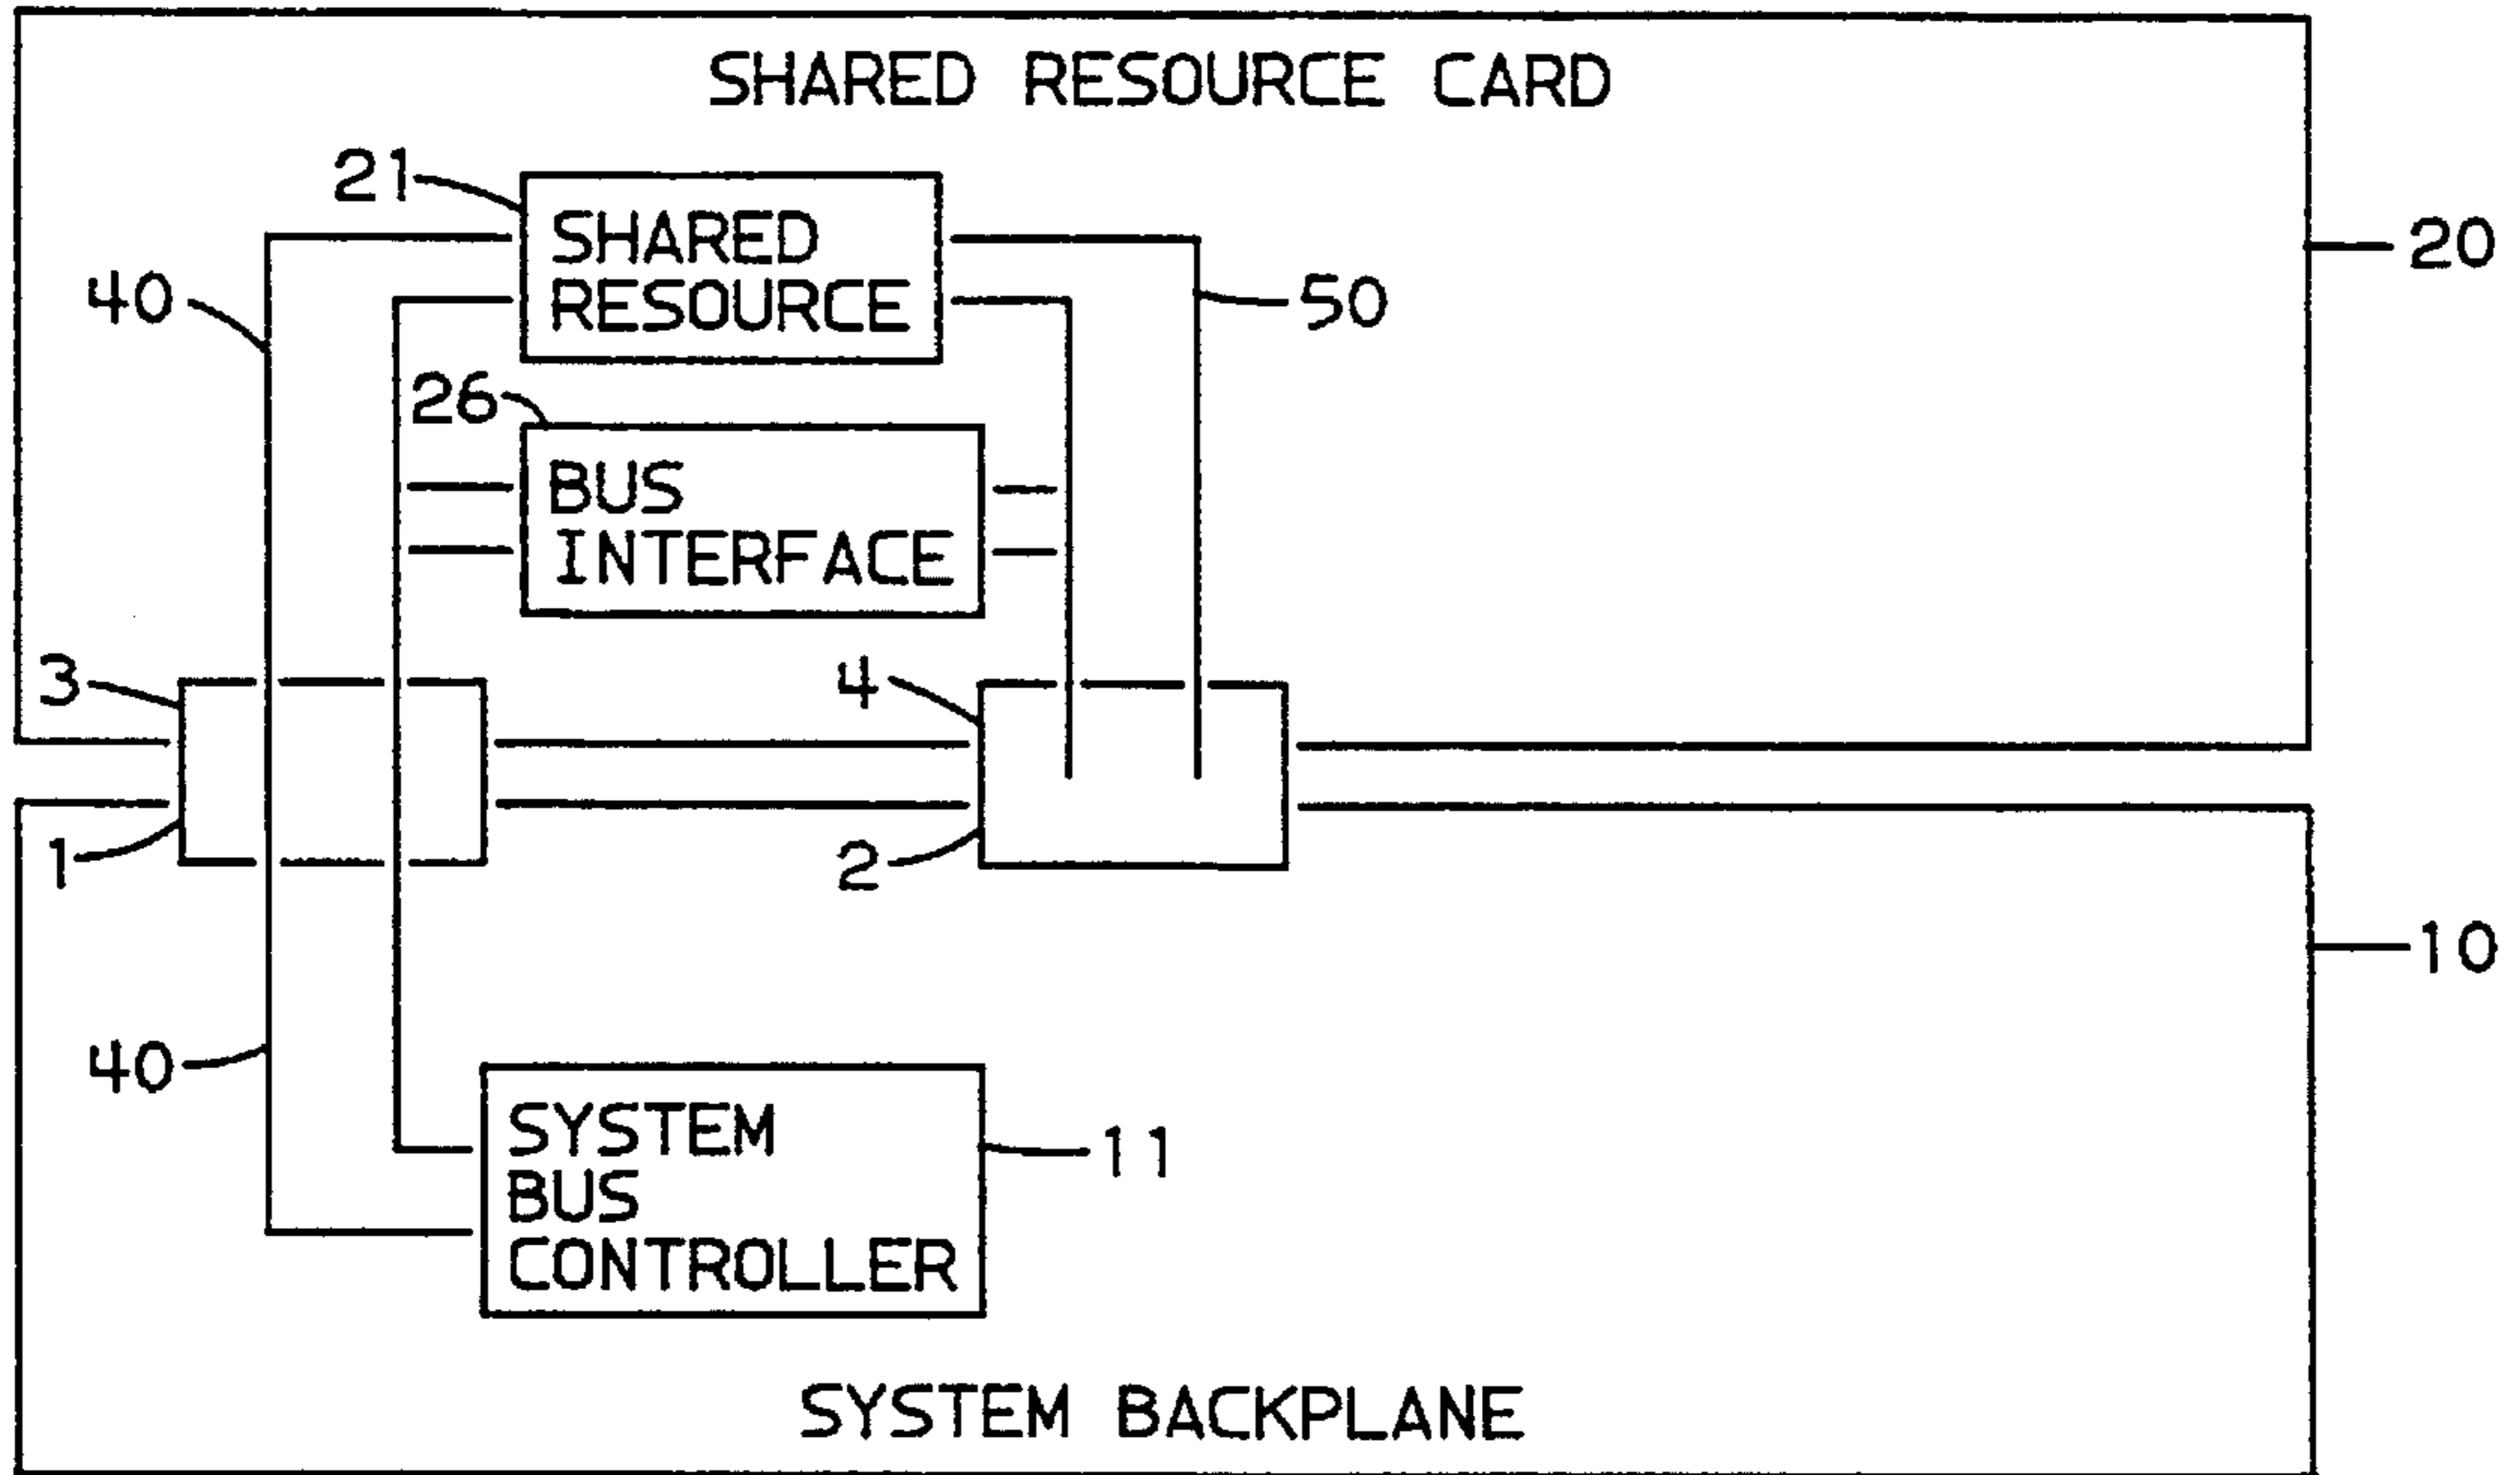 SHARED RESOURCE CARD
21
SHARED
RESOURCE
20
40
50
26
BUS
INTERFACE
3
4
1
2
10
40
SYSTEM
BUS
CONTROLLER
11
SYSTEM BACKPLANE